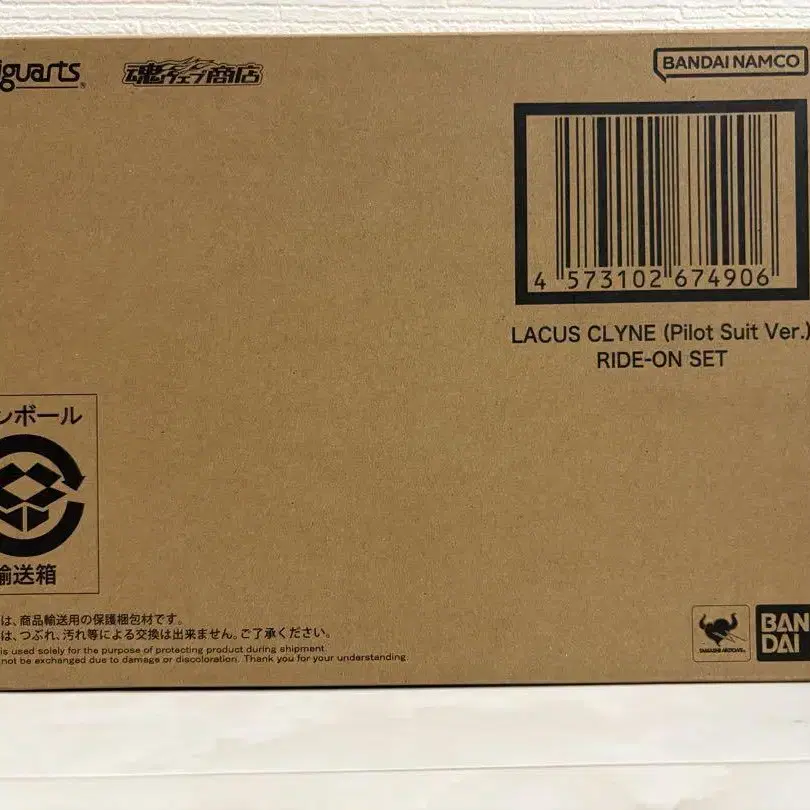 iguarts
魂ウェブ商店
BANDAI NAMCO
4 573102 674906
LACUS CLYNE (Pilot Suit Ver.)
RIDE-ON SET
ンボール
輸送箱
は、商品輸送用の保護梱包材です。
は、つぶれ、汚れ等による交換は出来ません。ご了承ください。
is used solely for the purpose of protecting product during shipment.
not be exchanged due to damage or discoloration. Thank you for your understanding.
BAN
DAI